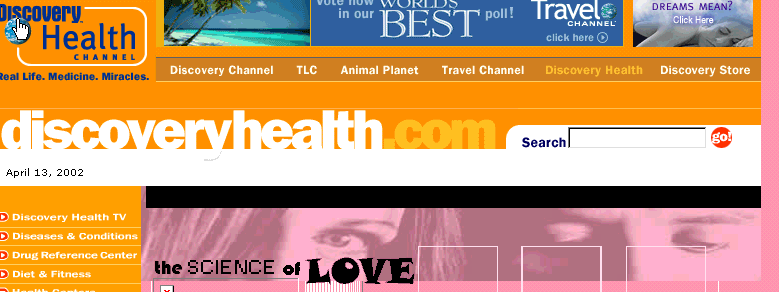 Discovery
Health
CHANNEL
Real Life. Medicine. Miracles.
Vote now WORLD'S
in our BEST poll!
Travel
CHANNEL
click here
DREAMS MEAN?
Click Here
Discovery Channel TLC Animal Planet Travel Channel Discovery Health Discovery Store
discoveryhealth.com
Search go!
April 13, 2002
Discovery Health TV
Diseases & Conditions
Drug Reference Center
Diet & Fitness
Health Centers
the SCIENCE of LOVE